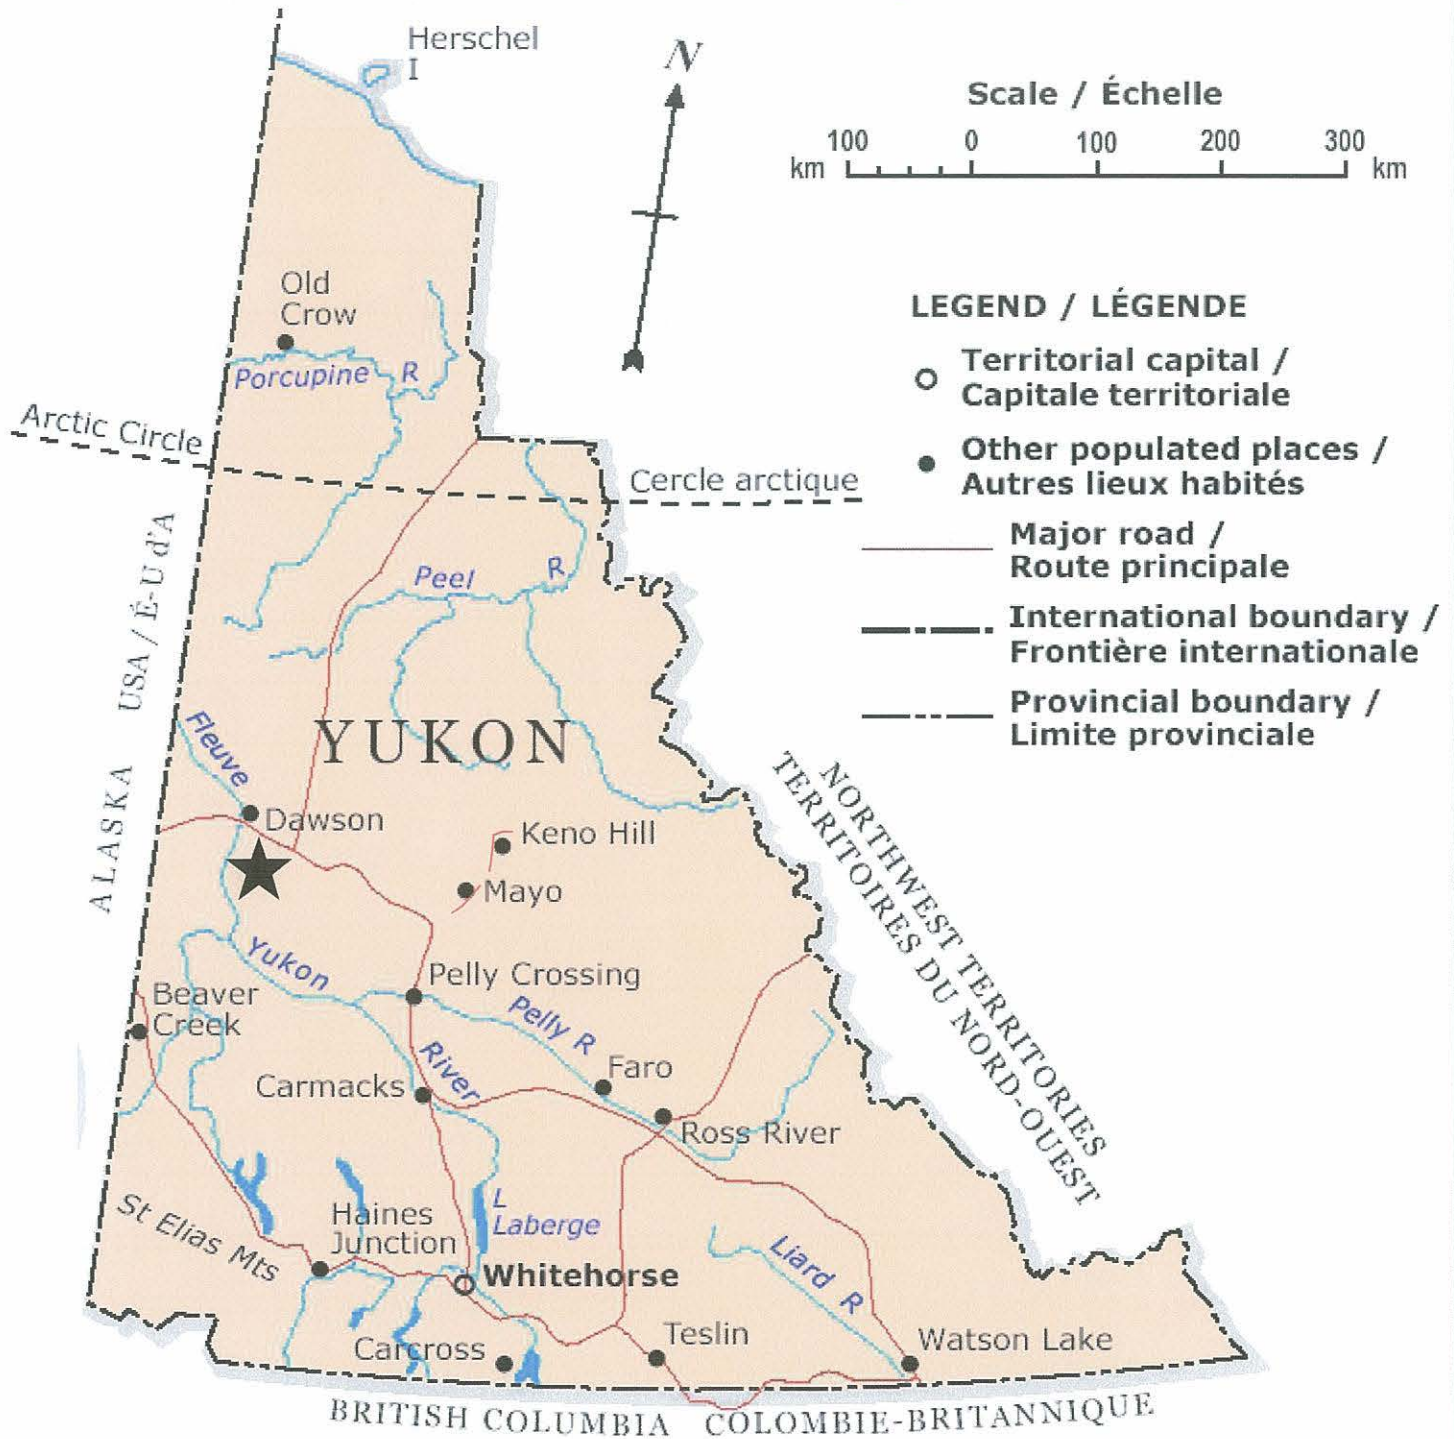 Herschel
I
N
Scale / Échelle
100 0 100 200 300
km km
Old
Crow
Porcupine R
LEGEND / LÉGENDE
Territorial capital /
Capitale territoriale
Other populated places /
Autres lieux habités
Major road /
Route principale
International boundary /
Frontière internationale
Provincial boundary /
Limite provinciale
Arctic Circle
Cercle arctique
Peel R
ALASKA USA / É-U d'A
YUKON
Fleuve
Dawson
Keno Hill
Mayo
NORTHWEST TERRITORIES
TERRITOIRES DU NORD-OUEST
Yukon
Pelly Crossing
Beaver
Creek
Pelly R
River
Faro
Carmacks
Ross River
St Elias Mts
Haines
Junction
L
Laberge
Liard R
Whitehorse
Carcross
Teslin
Watson Lake
BRITISH COLUMBIA COLOMBIE-BRITANNIQUE